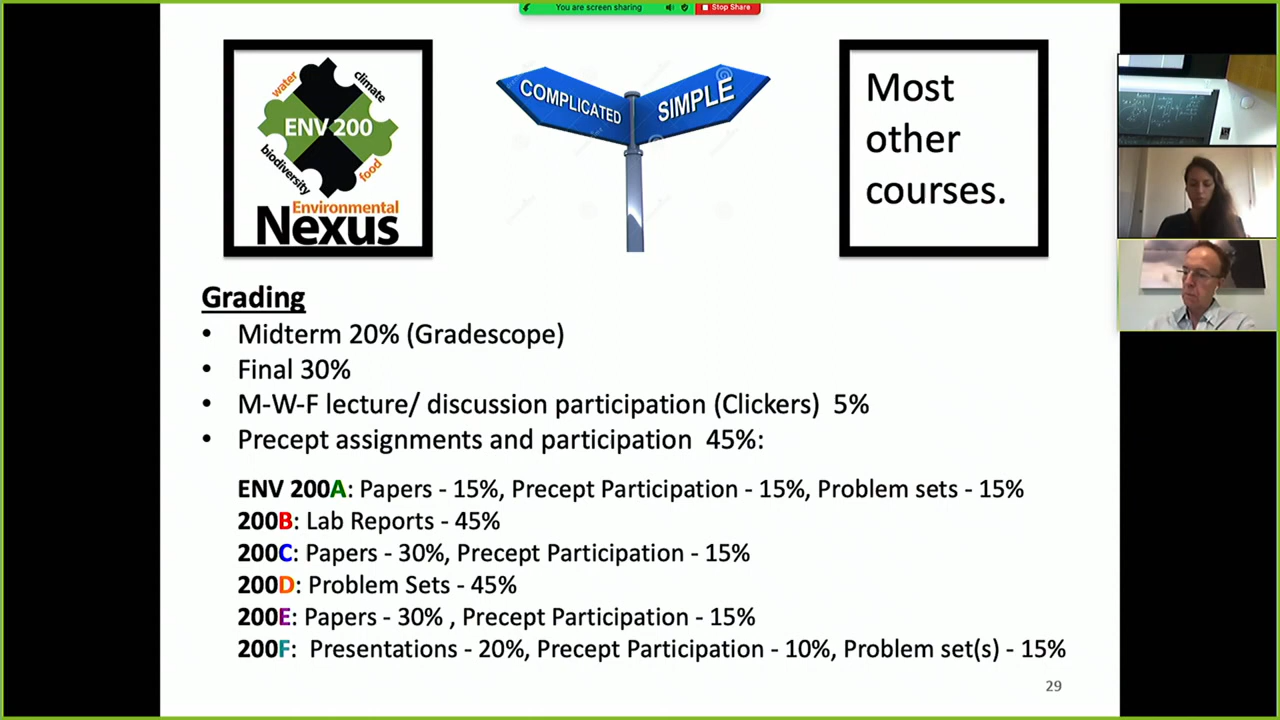 You are screen sharing
Stop Share
water
climate
ENV 200
biodiversity
food
Environmental
Nexus
COMPLICATED
SIMPLE
Most
other
courses.
Grading
• Midterm 20% (Gradescope)
• Final 30%
• M-W-F lecture/ discussion participation (Clickers) 5%
• Precept assignments and participation 45%:
ENV 200A: Papers - 15%, Precept Participation - 15%, Problem sets - 15%
200B: Lab Reports - 45%
200C: Papers - 30%, Precept Participation - 15%
200D: Problem Sets - 45%
200E: Papers - 30% , Precept Participation - 15%
200F: Presentations - 20%, Precept Participation - 10%, Problem set(s) - 15%
29